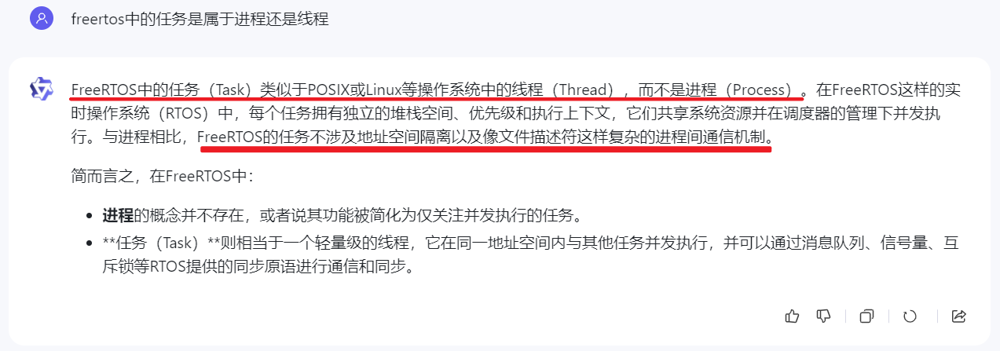 freertos中的任务是属于进程还是线程
FreeRTOS中的任务（Task）类似于POSIX或Linux等操作系统中的线程（Thread），而不是进程（Process）。在FreeRTOS这样的实
时操作系统（RTOS）中，每个任务拥有独立的堆栈空间、优先级和执行上下文，它们共享系统资源并在调度器的管理下并发执
行。与进程相比，FreeRTOS的任务不涉及地址空间隔离以及像文件描述符这样复杂的进程间通信机制。
简而言之，在FreeRTOS中：
• 进程的概念并不存在，或者说其功能被简化为仅关注并发执行的任务。
• **任务（Task）**则相当于一个轻量级的线程，它在同一地址空间内与其他任务并发执行，并可以通过消息队列、信号量、互
斥锁等RTOS提供的同步原语进行通信和同步。